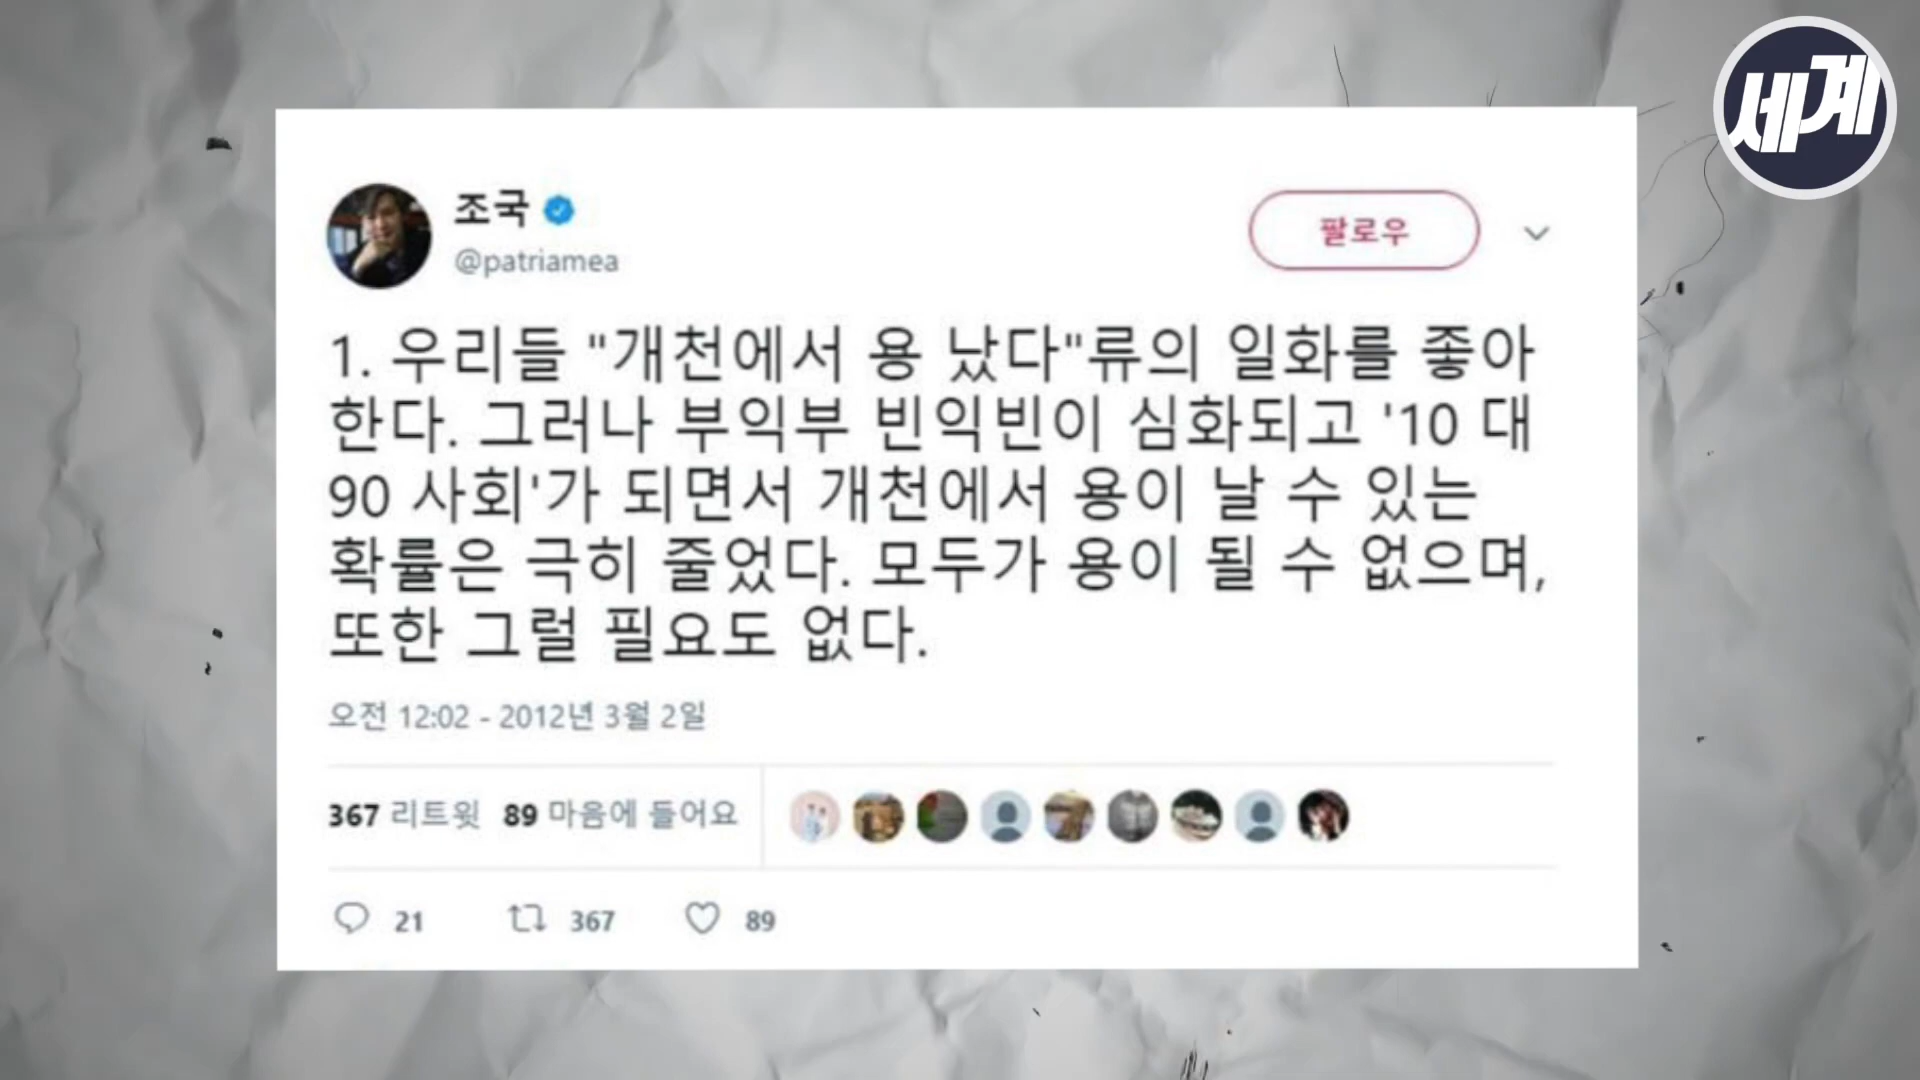 세계
조국
@patriamea
팔로우
1. 우리들 "개천에서 용 났다"류의 일화를 좋아
한다. 그러나 부익부 빈익빈이 심화되고 '10 대
90 사회'가 되면서 개천에서 용이 날 수 있는
확률은 극히 줄었다. 모두가 용이 될 수 없으며,
또한 그럴 필요도 없다.
오전 12:02 - 2012년 3월 2일
367 리트윗 89 마음에 들어요
21 367 89